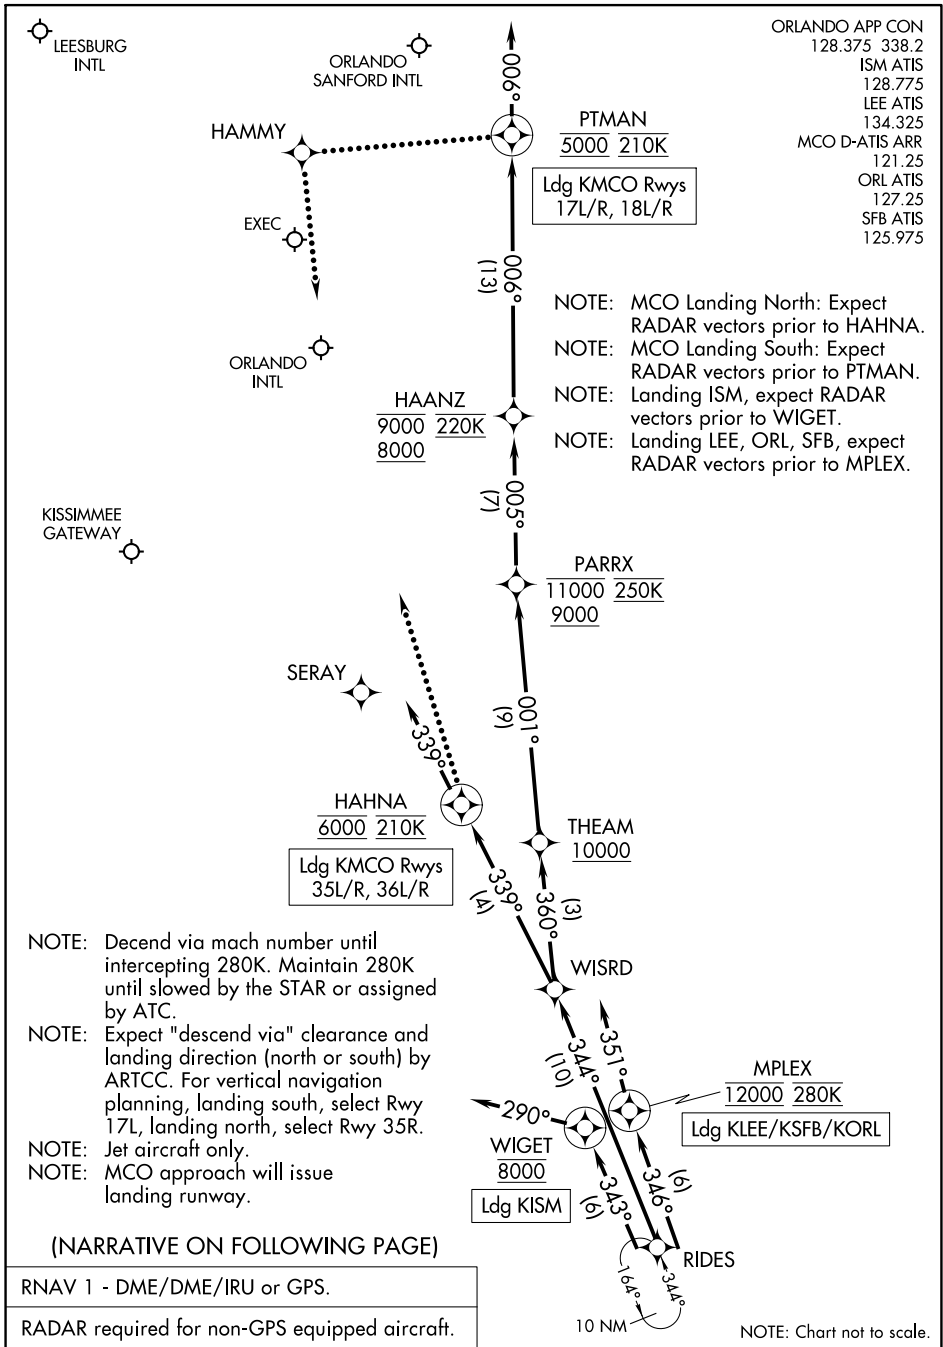 LEESBURG
INTL
ORLANDO
SANFORD INTL
006°
ORLANDO APP CON
128.375 338.2
ISM ATIS
128.775
LEE ATIS
134.325
MCO D-ATIS ARR
121.25
ORL ATIS
127.25
SFB ATIS
125.975
HAMMY
PTMAN
5000 210K
Ldg KMCO Rwys
17L/R, 18L/R
EXEC
006°
(13)
ORLANDO
INTL
NOTE: MCO Landing North: Expect
RADAR vectors prior to HAHNA.
NOTE: MCO Landing South: Expect
RADAR vectors prior to PTMAN.
NOTE: Landing ISM, expect RADAR
vectors prior to WIGET.
NOTE: Landing LEE, ORL, SFB, expect
RADAR vectors prior to MPLEX.
HAANZ
9000 220K
8000
005°
(7)
KISSIMMEE
GATEWAY
PARRX
11000 250K
9000
SERAY
001°
(9)
339°
HAHNA
6000 210K
Ldg KMCO Rwys
35L/R, 36L/R
THEAM
10000
339°
(4)
360°
(3)
WISRD
NOTE: Decend via mach number until
intercepting 280K. Maintain 280K
until slowed by the STAR or assigned
by ATC.
NOTE: Expect "descend via" clearance and
landing direction (north or south) by
ARTCC. For vertical navigation
planning, landing south, select Rwy
17L, landing north, select Rwy 35R.
NOTE: Jet aircraft only.
NOTE: MCO approach will issue
landing runway.
344°
(10)
351°
MPLEX
12000 280K
Ldg KLEE/KSFB/KORL
290°
WIGET
8000
Ldg KISM
343°
(6)
346°
(6)
RIDES
164°
344°
10 NM
(NARRATIVE ON FOLLOWING PAGE)
RNAV 1 - DME/DME/IRU or GPS.
RADAR required for non-GPS equipped aircraft.
NOTE: Chart not to scale.